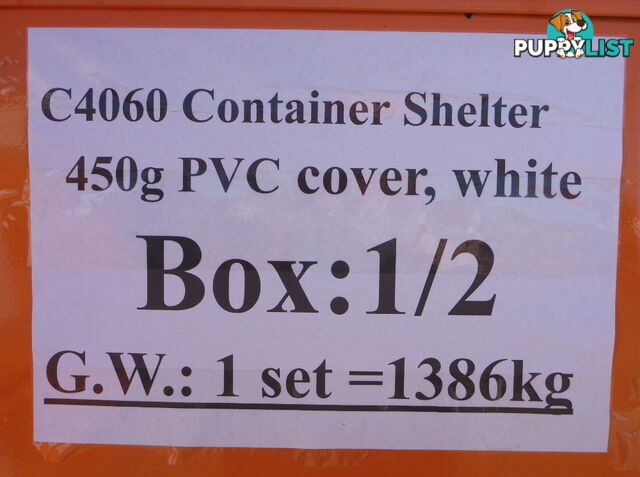 PUPPYLIST
C4060 Container Shelter
450g PVC cover, white
Box:1/2
G.W.: 1 set =1386kg